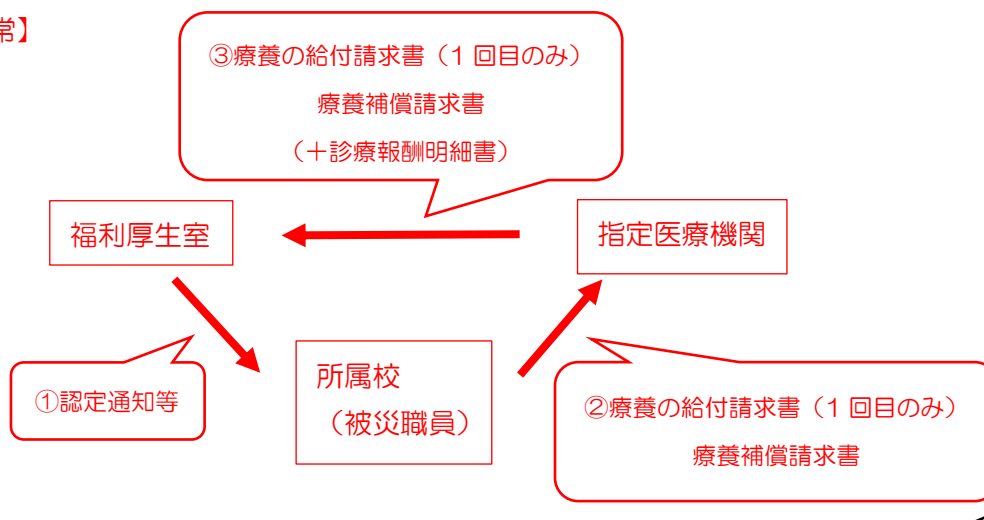 常】
③療養の給付請求書（1 回目のみ）
療養補償請求書
（＋診療報酬明細書）
福利厚生室
指定医療機関
①認定通知等
所属校
（被災職員）
②療養の給付請求書（1 回目のみ）
療養補償請求書